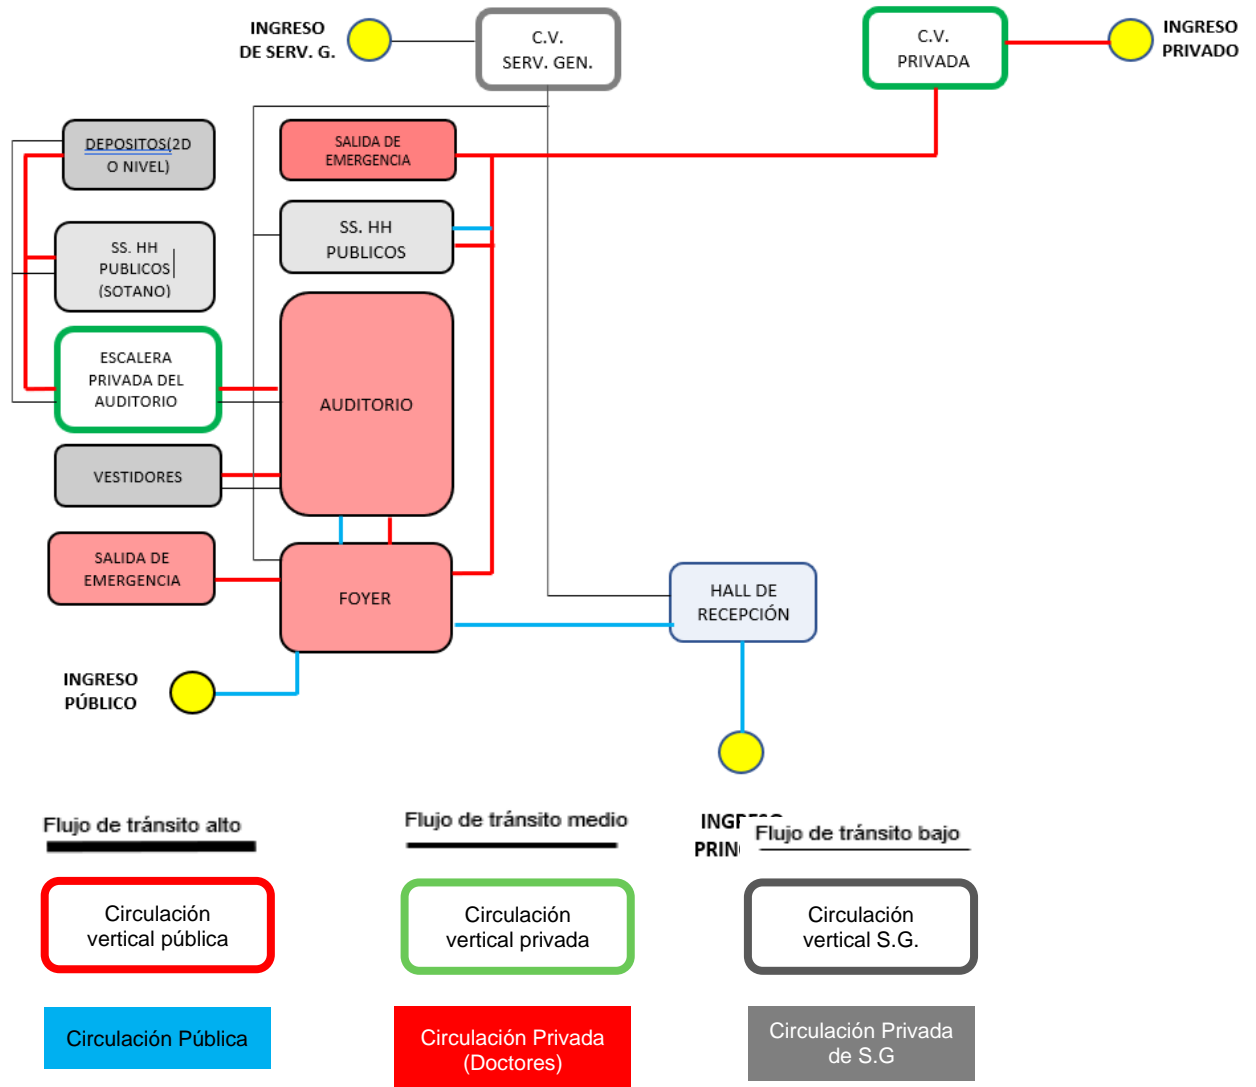 INGRESO
DE SERV. G.
C.V.
SERV. GEN.
C.V.
PRIVADA
INGRESO
PRIVADO
DEPOSITOS(2D
O NIVEL)
SALIDA DE
EMERGENCIA
SS. HH
PUBLICOS
(SOTANO)
SS. HH
PUBLICOS
ESCALERA
PRIVADA DEL
AUDITORIO
AUDITORIO
VESTIDORES
SALIDA DE
EMERGENCIA
FOYER
HALL DE
RECEPCIÓN
INGRESO
PÚBLICO
INGRESO
PRIN
Flujo de tránsito alto
Flujo de tránsito medio
Flujo de tránsito bajo
Circulación
vertical pública
Circulación
vertical privada
Circulación
vertical S.G.
Circulación Pública
Circulación Privada
(Doctores)
Circulación Privada
de S.G